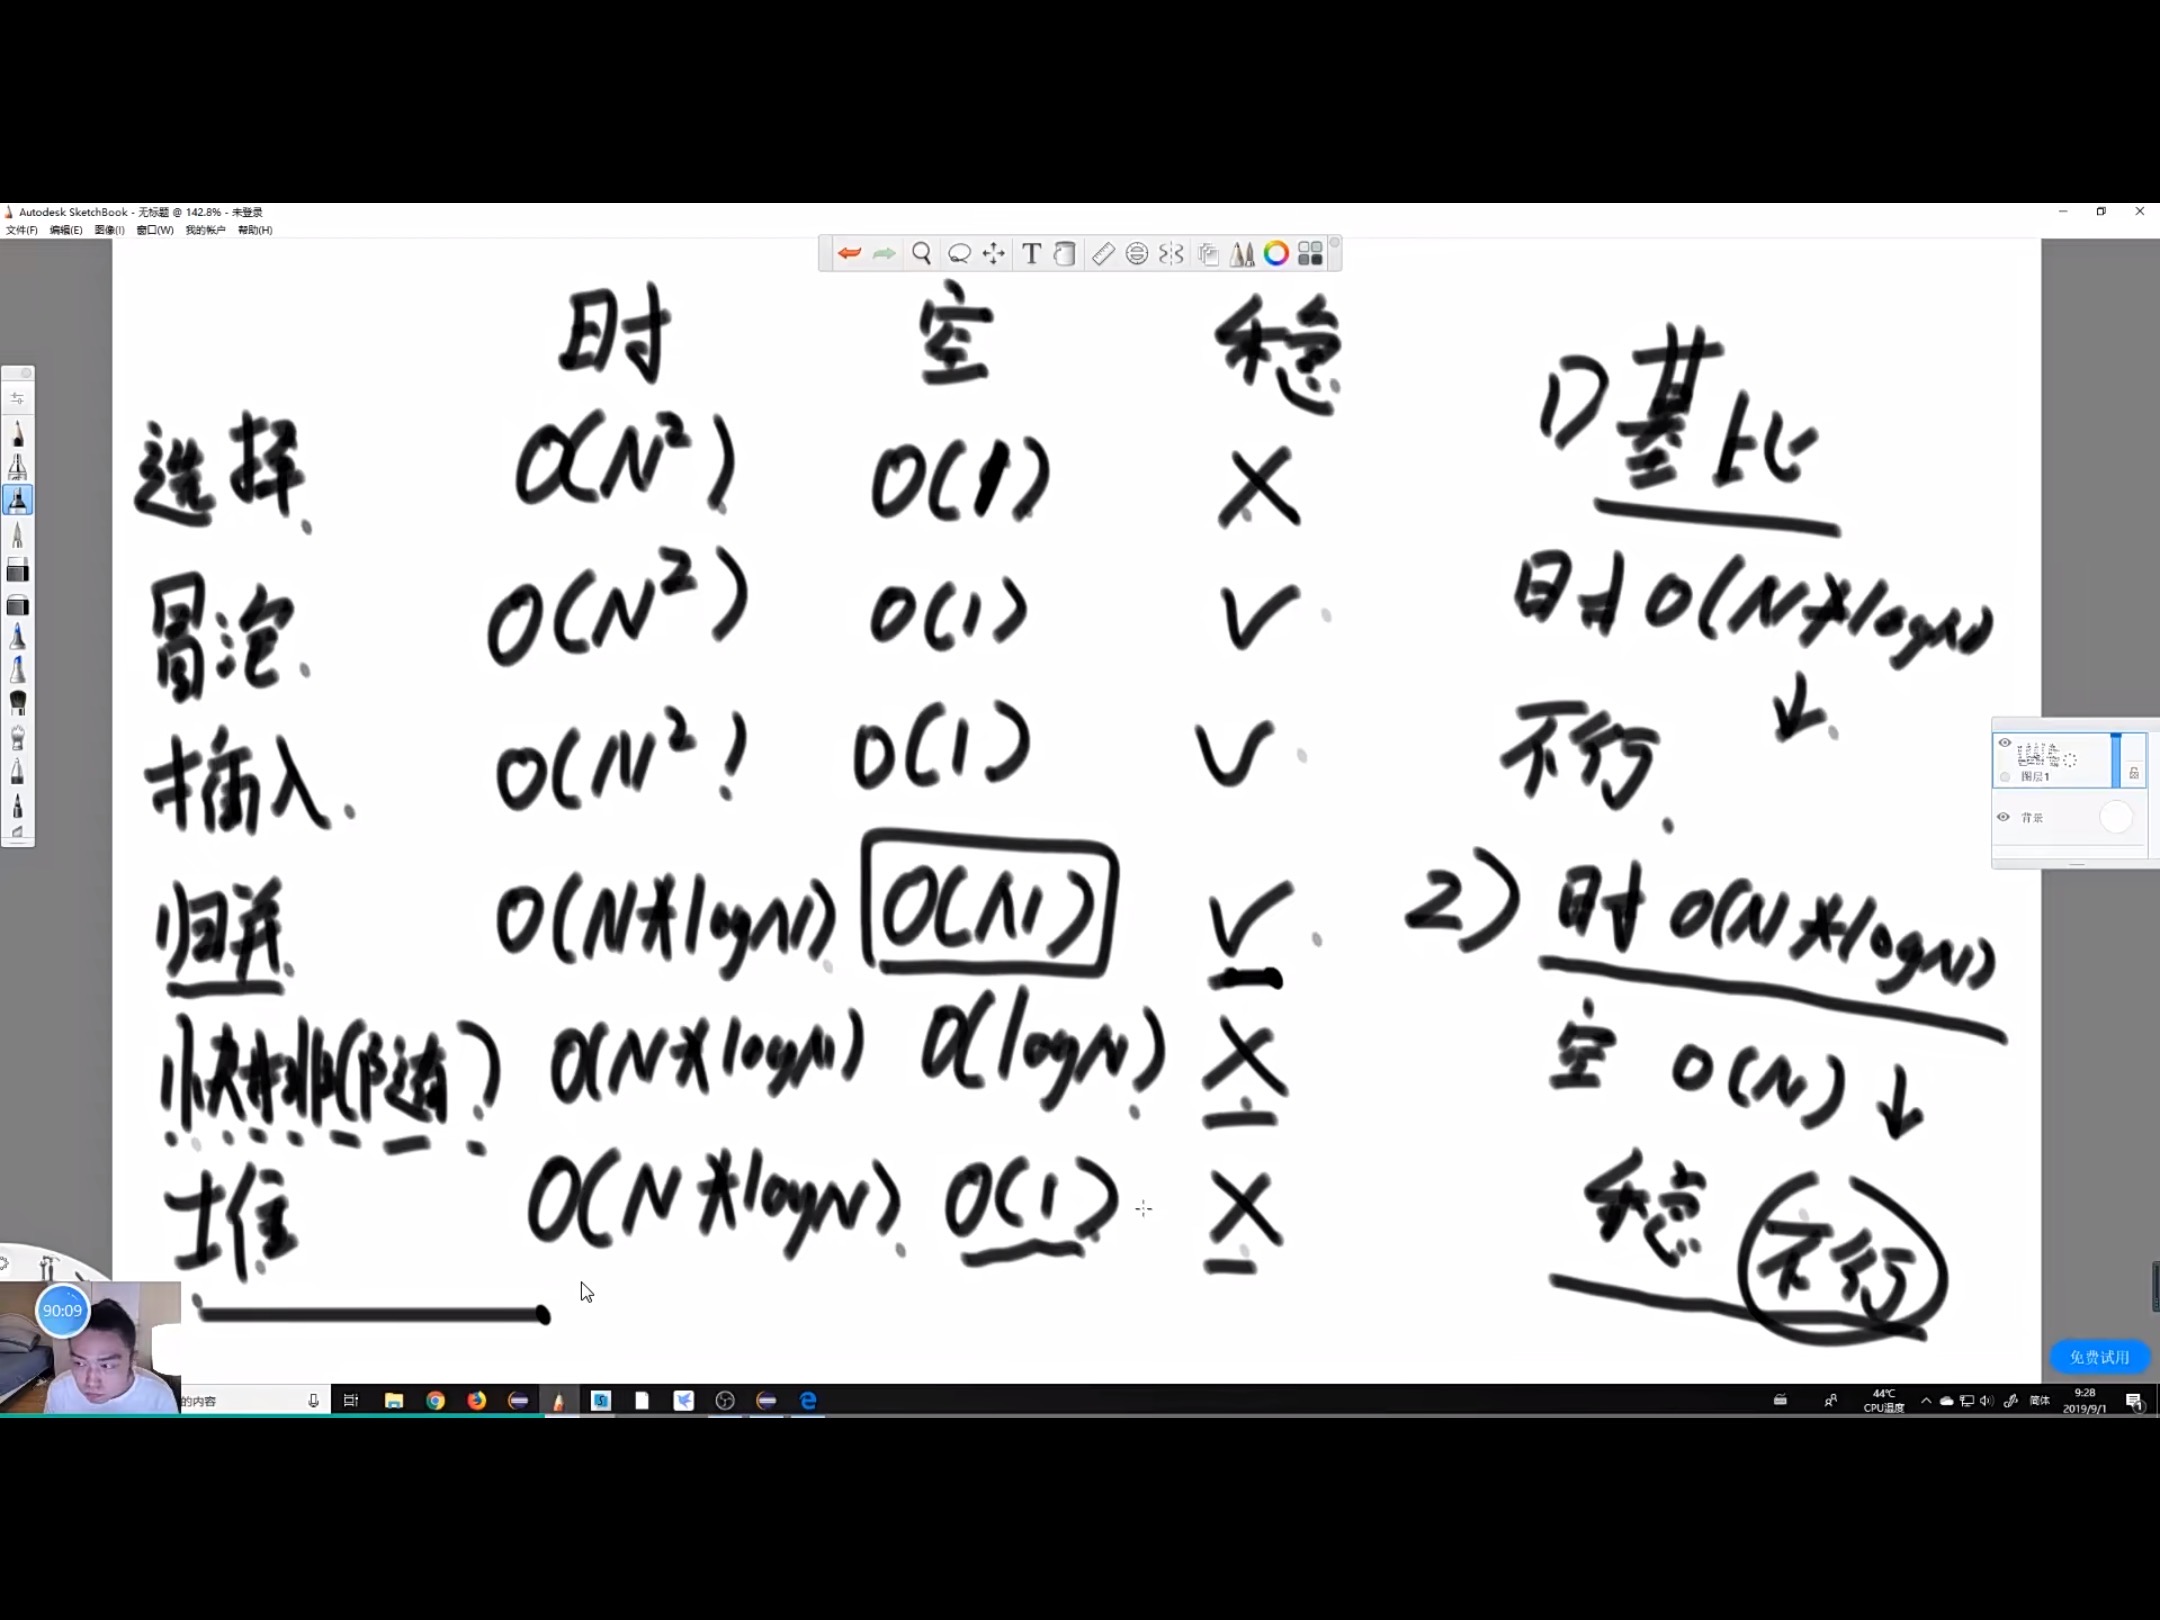 Autodesk SketchBook - 无标题 @ 142.8% - 未登录
文件(F) 编辑(E) 图像(I) 窗口(W) 我的帐户 帮助(H)
时 空 稳
选择 O(N²) O(1) X
冒泡 O(N²) O(1) √
插入 O(N²) O(1) √
归并 O(N*logN) O(N) √
快排(随) O(N*logN) O(logN) X
堆 O(N*logN) O(1) X
1) 基比
时 O(N*logN)
↓
不行
2) 时 O(N*logN)
空 O(N) ↓
稳 不行
图层1
背景
免费试用
90:09
的内容
44℃
CPU温度
简体
9:28
2019/9/1